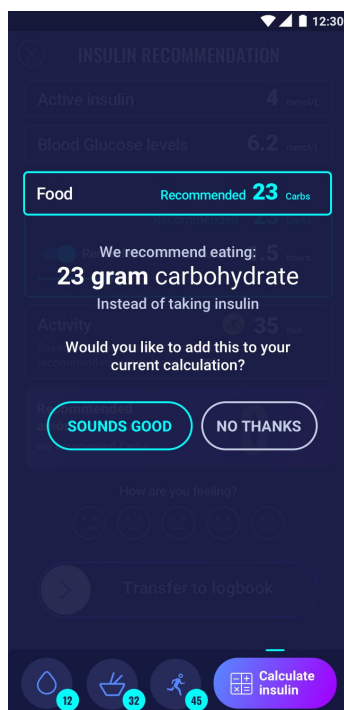 12:30
INSULIN RECOMMENDATION
Active insulin 4 mmol/L
Blood Glucose levels 6.2 mmol/L
Food Recommended 23 Carbs
We recommend eating:
23 gram carbohydrate
Instead of taking insulin
Activity 35 min
Would you like to add this to your
current calculation?
Recommended
SOUNDS GOOD NO THANKS
How are you feeling?
Transfer to logbook
12 32 45 Calculate
insulin